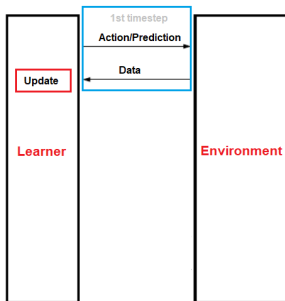 1st timestep
Action/Prediction
Data
Update
Learner
Environment